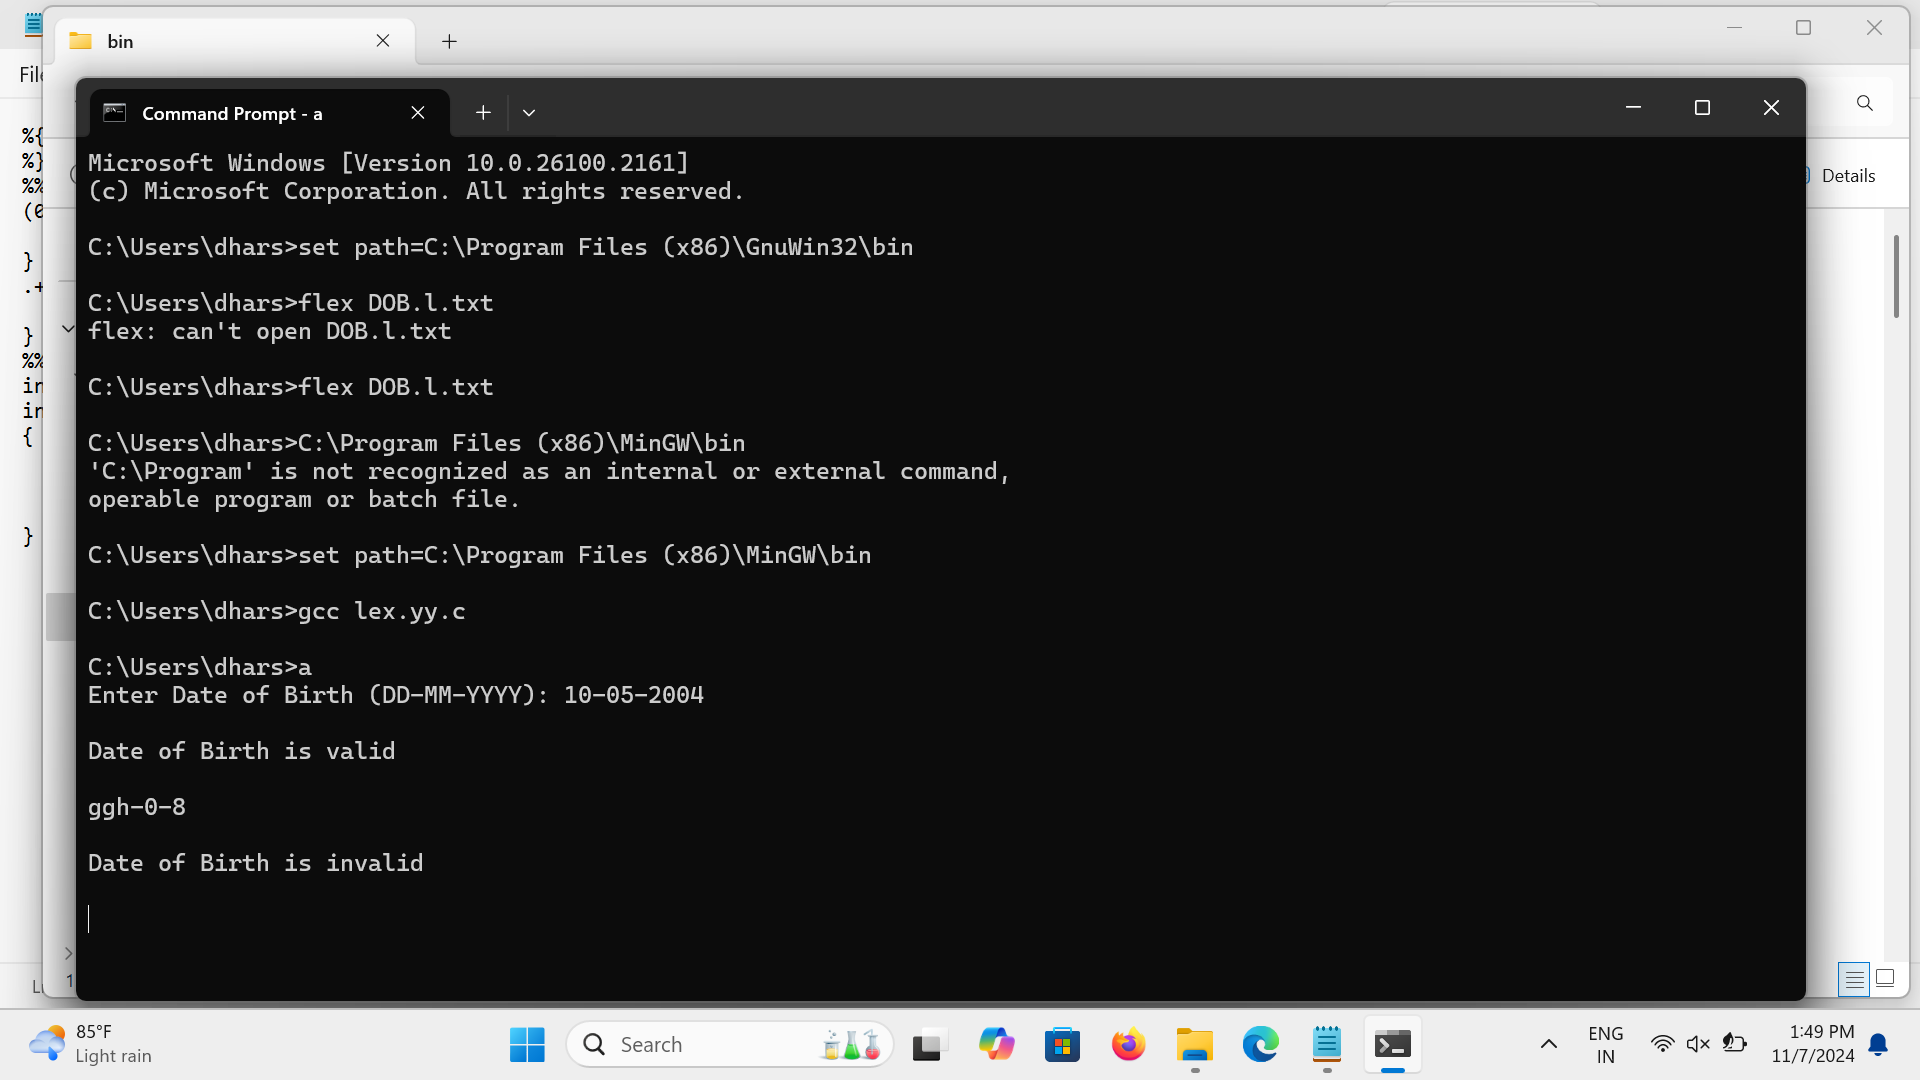 bin
File
%{
%}
%%
(0
}
.+
}
%%
in
in
{
}
Details
Command Prompt - a
Microsoft Windows [Version 10.0.26100.2161]
(c) Microsoft Corporation. All rights reserved.
C:\Users\dhars>set path=C:\Program Files (x86)\GnuWin32\bin
C:\Users\dhars>flex DOB.l.txt
flex: can't open DOB.l.txt
C:\Users\dhars>flex DOB.l.txt
C:\Users\dhars>C:\Program Files (x86)\MinGW\bin
'C:\Program' is not recognized as an internal or external command,
operable program or batch file.
C:\Users\dhars>set path=C:\Program Files (x86)\MinGW\bin
C:\Users\dhars>gcc lex.yy.c
C:\Users\dhars>a
Enter Date of Birth (DD-MM-YYYY): 10-05-2004
Date of Birth is valid
ggh-0-8
Date of Birth is invalid
1
85°F
Light rain
Search
ENG
IN
1:49 PM
11/7/2024